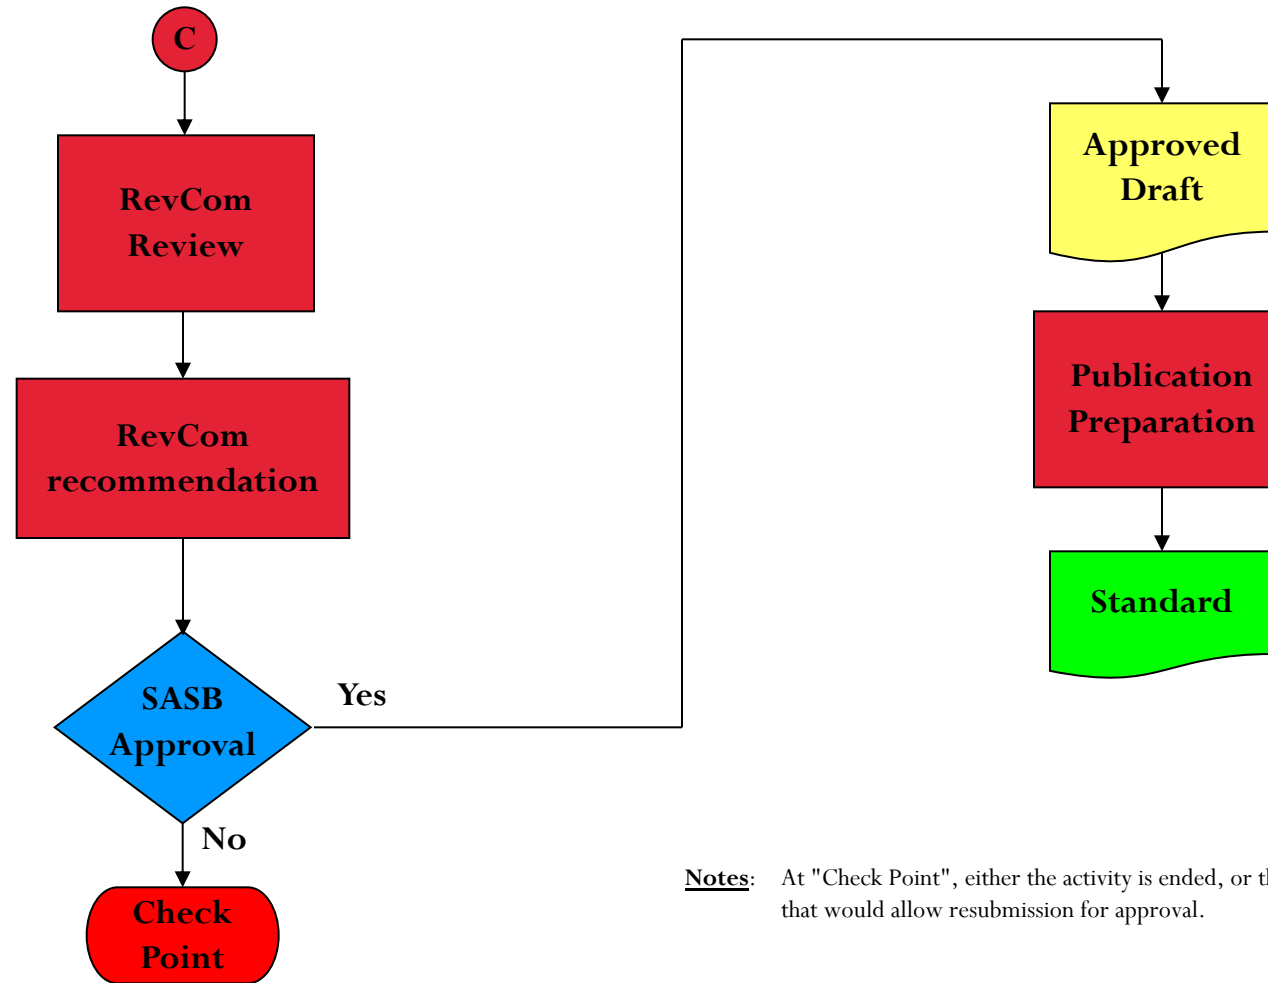 C
RevCom
Review
RevCom
recommendation
SASB
Approval
Yes
No
Check
Point
Approved
Draft
Publication
Preparation
Standard
Notes: At "Check Point", either the activity is ended, or
that would allow resubmission for approval.